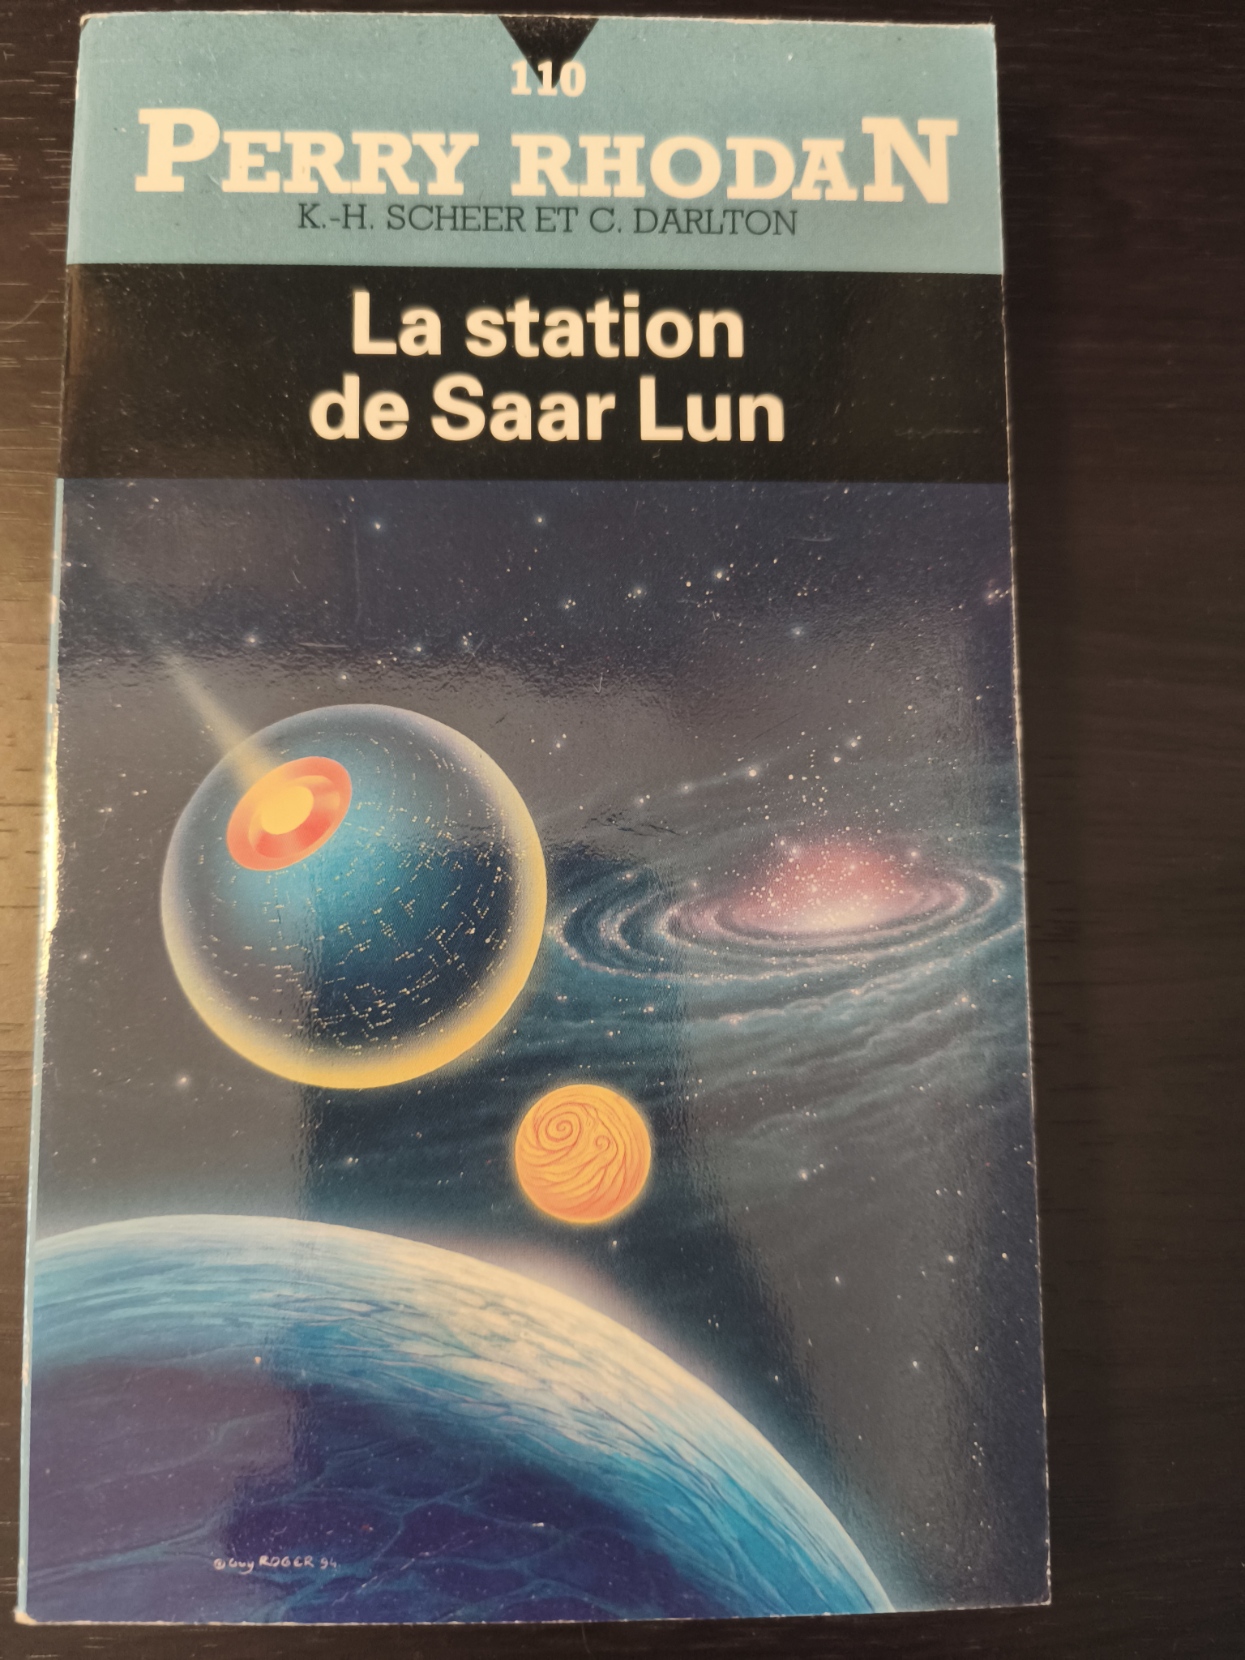 110
PERRY RHODAN
K.-H. SCHEER ET C. DARLTON
La station
de Saar Lun
©Guy ROGER 94